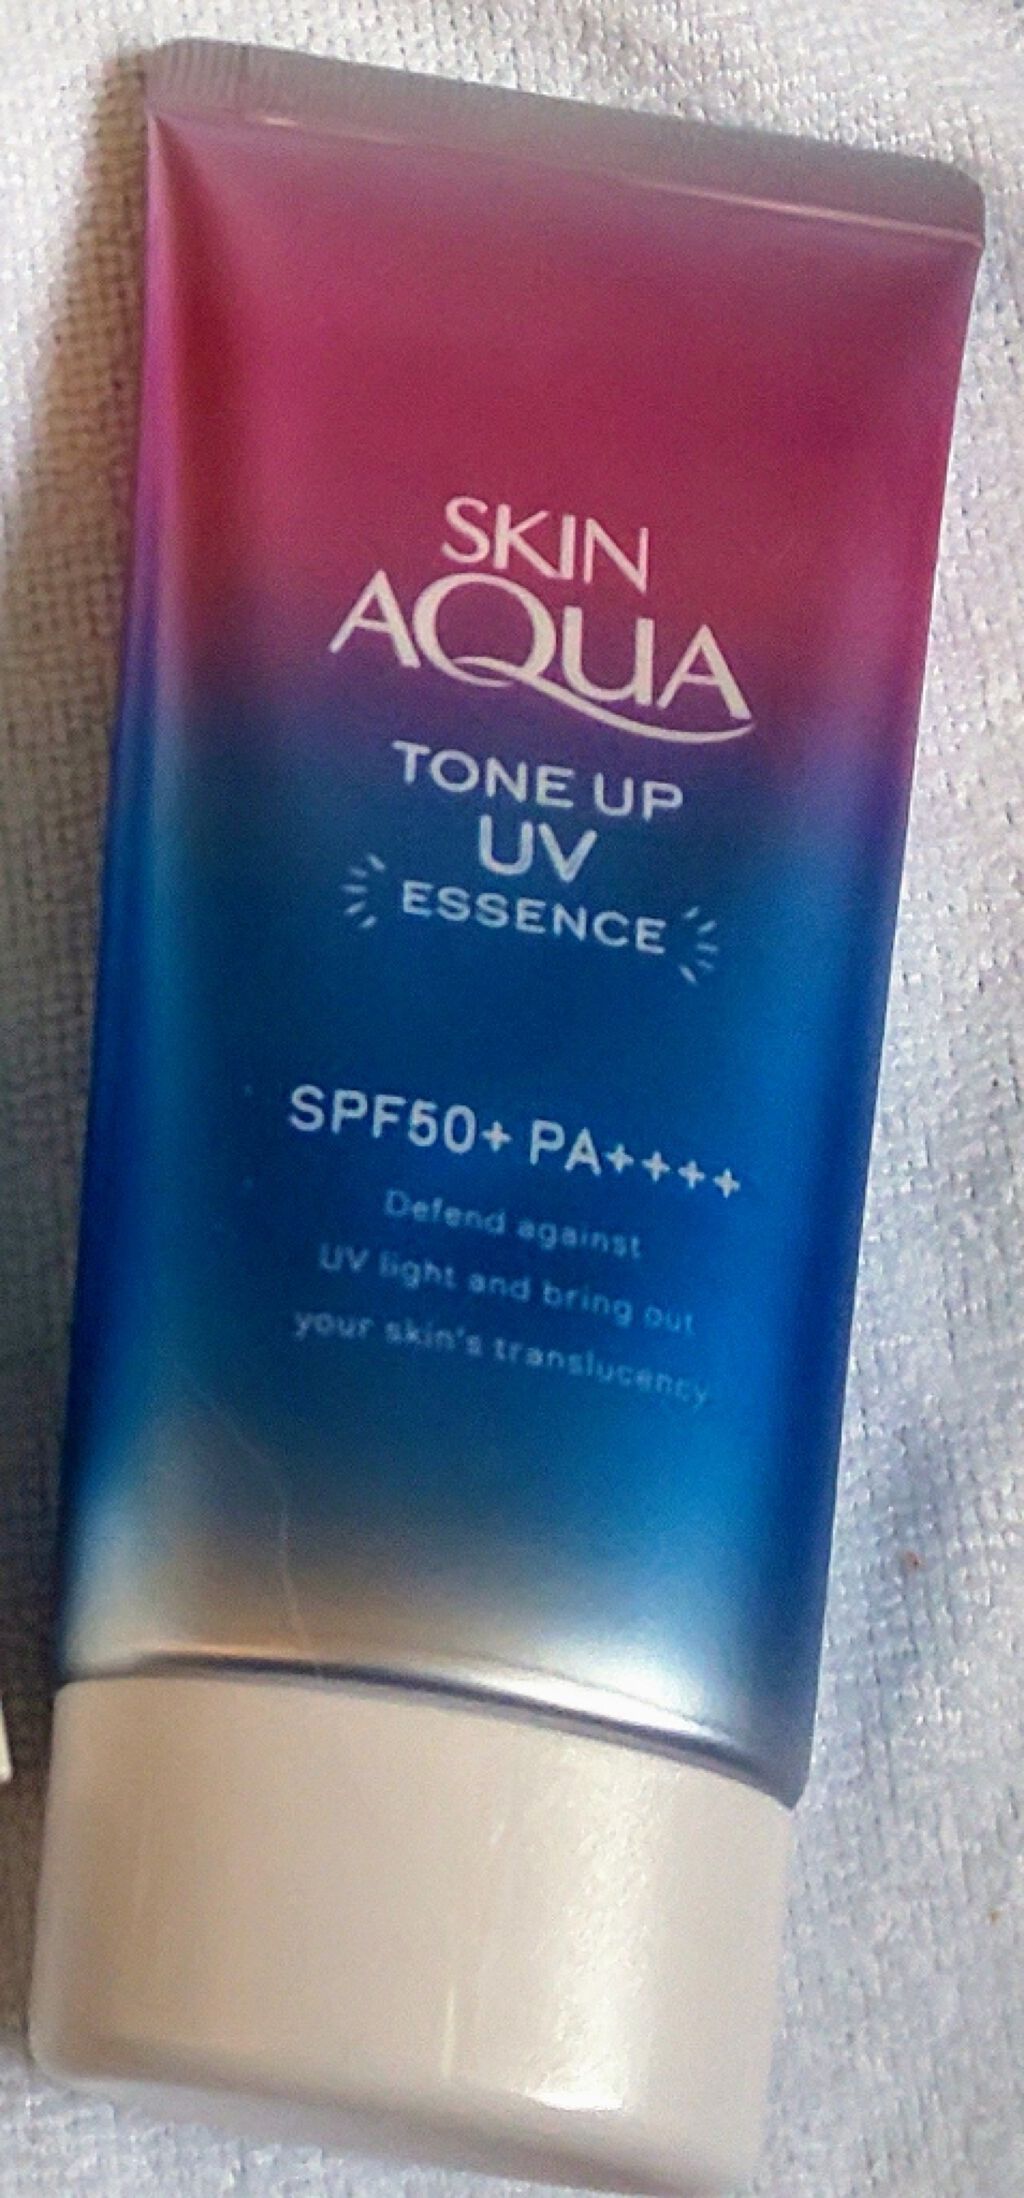 SKIN
AQUA
TONE UP
UV
ESSENCE
SPF50+ PA++++
Defend against
UV light and bring out
your skin's translucency.